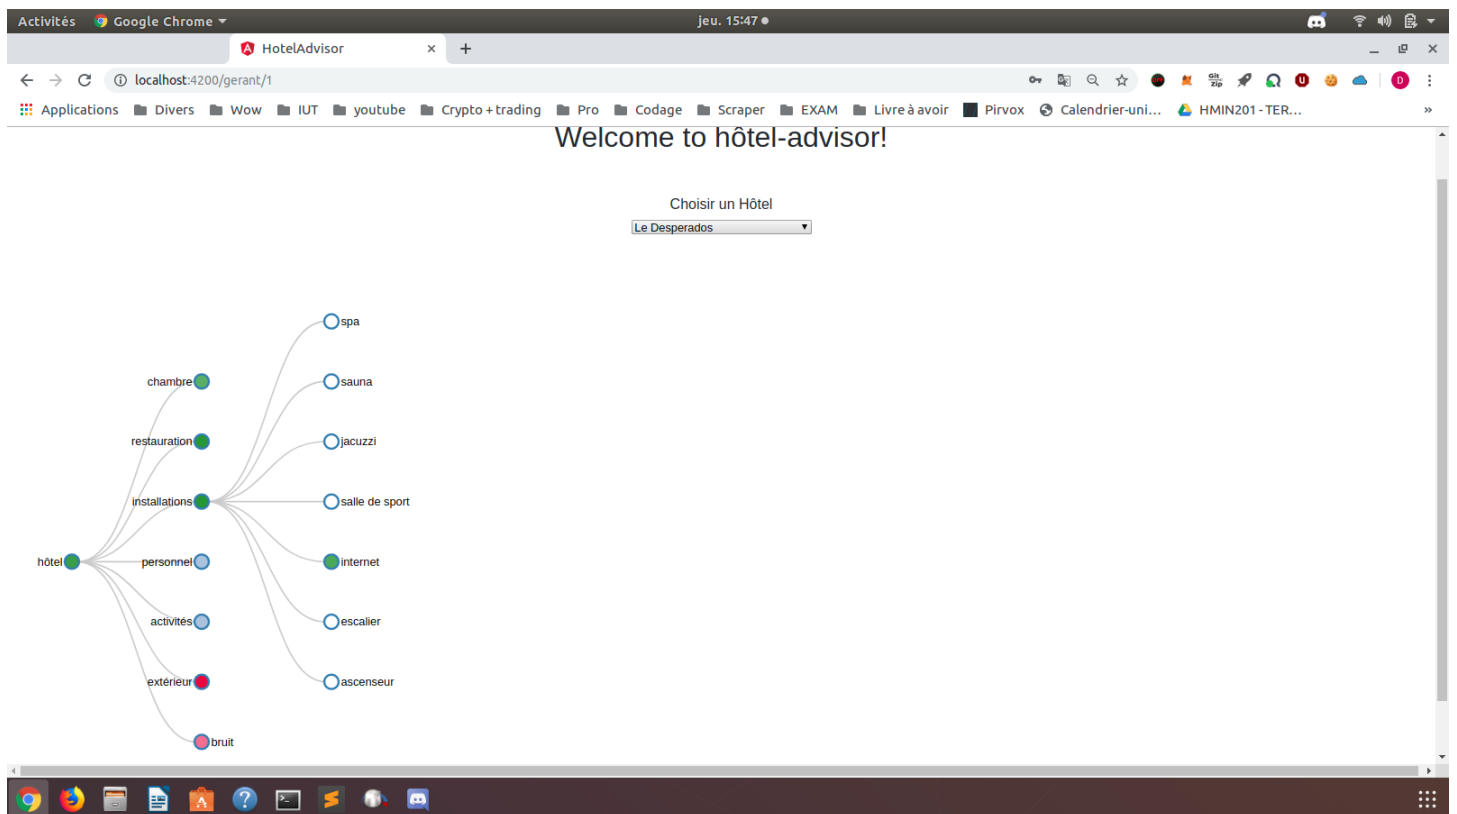 Activités Google Chrome jeu. 15:47
HotelAdvisor
localhost:4200/gerant/1
Applications Divers Wow IUT youtube Crypto + trading Pro Codage Scraper EXAM Livre à avoir Pirvox Calendrier-uni... HMIN201 - TER... »
Welcome to hôtel-advisor!
Choisir un Hôtel
Le Desperados
spa
chambre sauna
restauration jacuzzi
installations salle de sport
hôtel personnel internet
activités escalier
extérieur ascenseur
bruit